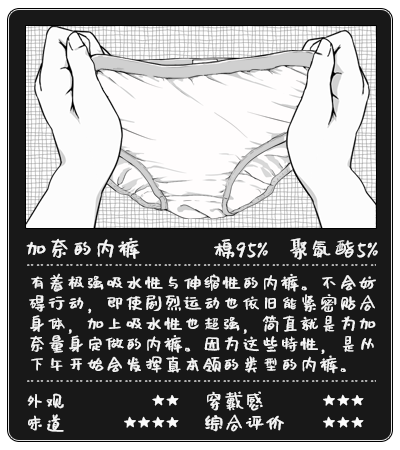 加奈的内裤 棉95% 聚氨酯5%
有着极强吸水性与伸缩性的内裤。不会妨
碍行动，即使剧烈运动也依旧能紧密贴合
身体，加上吸水性也超强，简直就是为加
奈量身定做的内裤。因为这些特性，是从
下午开始会发挥真本领的类型的内裤。
外观 ★★ 穿戴感 ★★★
味道 ★★★★ 综合评价 ★★★